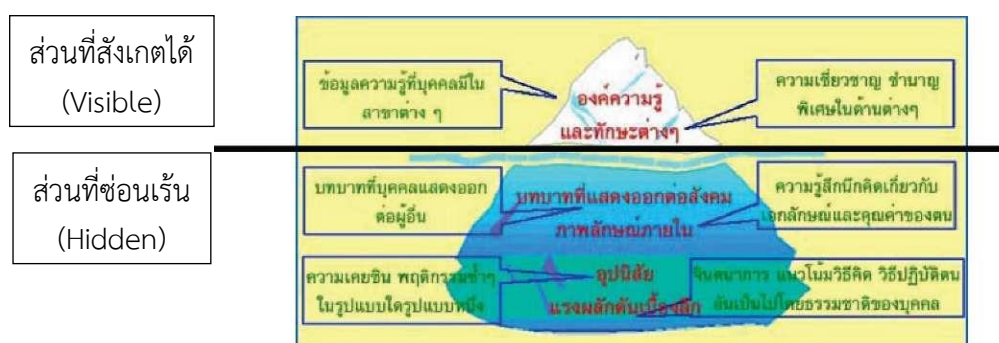 ส่วนที่สังเกตได้
(Visible)
ข้อมูลความรู้ที่บุคคลมีใน
สาขาต่าง ๆ
องค์ความรู้
และทักษะต่างๆ
ความเชี่ยวชาญ ชำนาญ
พิเศษในด้านต่างๆ
ส่วนที่ซ่อนเร้น
(Hidden)
บทบาทที่บุคคลแสดงออก
ต่อผู้อื่น
บทบาทที่แสดงออกต่อสังคม
ภาพลักษณ์ภายใน
ความรู้สึกนึกคิดเกี่ยวกับ
เอกลักษณ์และคุณค่าของตน
ความเคยชิน พฤติกรรมซ้ำๆ
ในรูปแบบใดรูปแบบหนึ่ง
อุปนิสัย
แรงผลักดันเบื้องลึก
จินตนาการ แนวโน้มวิธีคิด วิธีปฏิบัติตน
อันเป็นไปโดยธรรมชาติของบุคคล